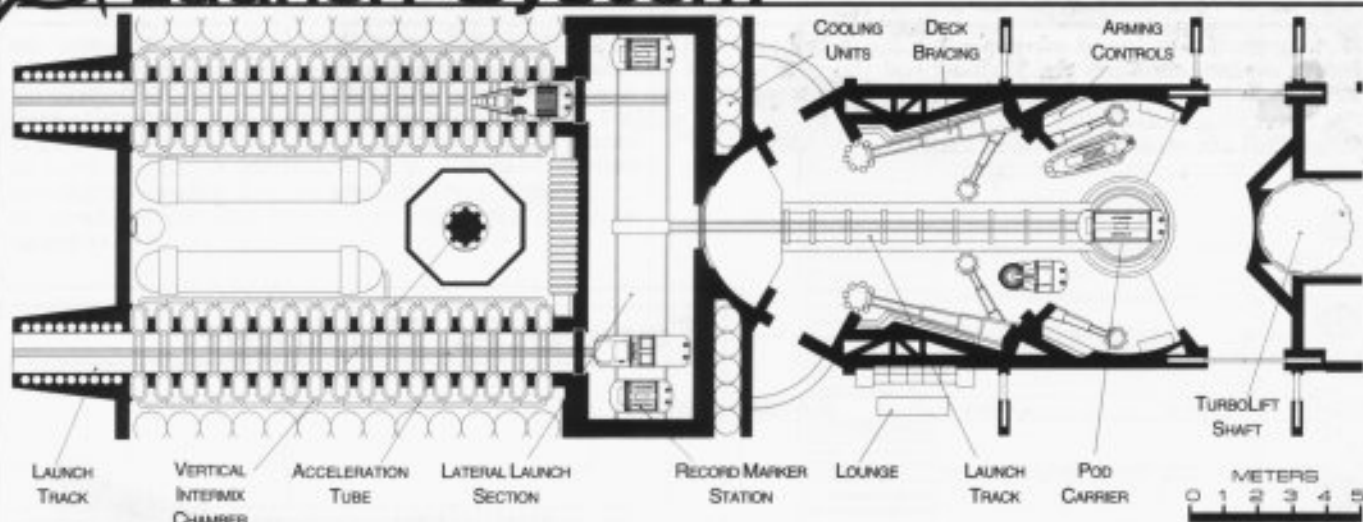 COOLING UNITS
DECK BRACING
ARMING CONTROLS
TURBOLIFT SHAFT
LAUNCH TRACK
VERTICAL INTERMIX CHAMBER
ACCELERATION TUBE
LATERAL LAUNCH SECTION
RECORD MARKER STATION
LOUNGE
LAUNCH TRACK
POD CARRIER
METERS
0 1 2 3 4 5